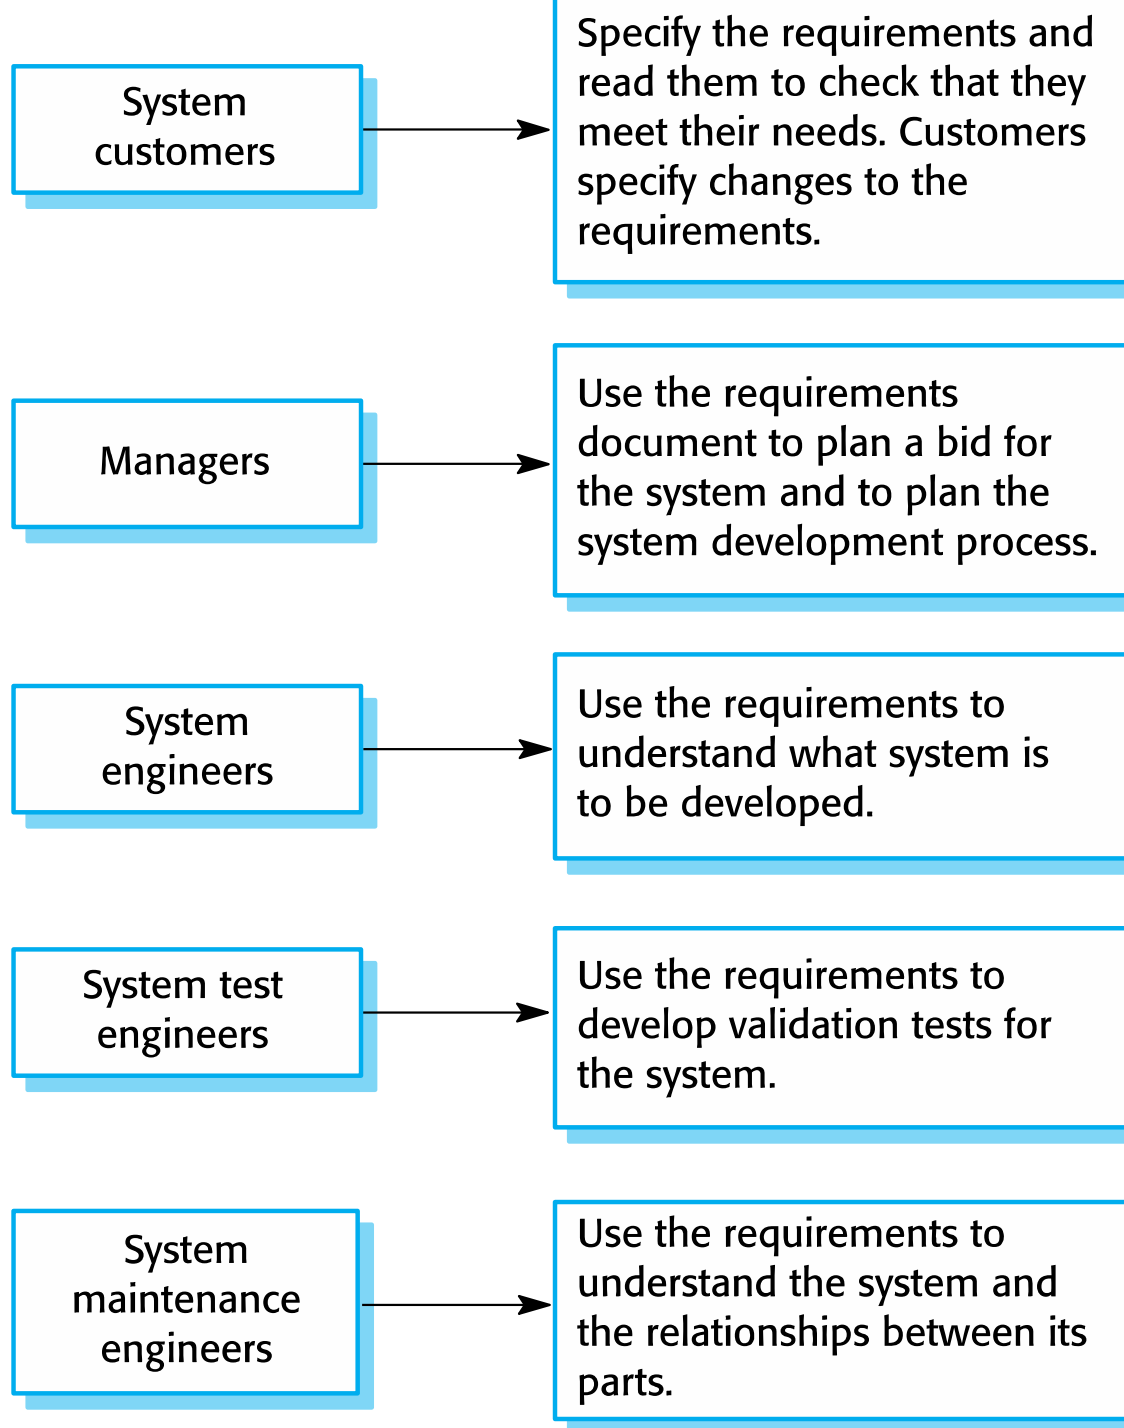 System
customers
Specify the requirements and
read them to check that they
meet their needs. Customers
specify changes to the
requirements.
Managers
Use the requirements
document to plan a bid for
the system and to plan the
system development process.
System
engineers
Use the requirements to
understand what system is
to be developed.
System test
engineers
Use the requirements to
develop validation tests for
the system.
System
maintenance
engineers
Use the requirements to
understand the system and
the relationships between its
parts.